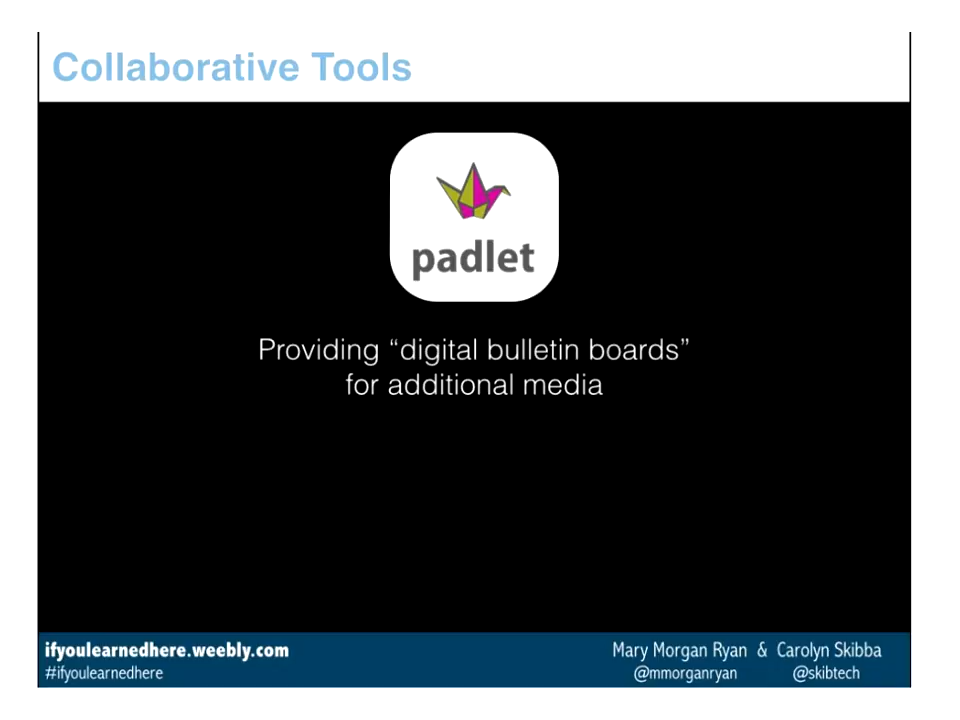 Collaborative Tools
padlet
Providing “digital bulletin boards”
for additional media
ifyoulearnedhere.weebly.com
#ifyoulearnedhere
Mary Morgan Ryan & Carolyn Skibba
@mmorganryan @skibtech